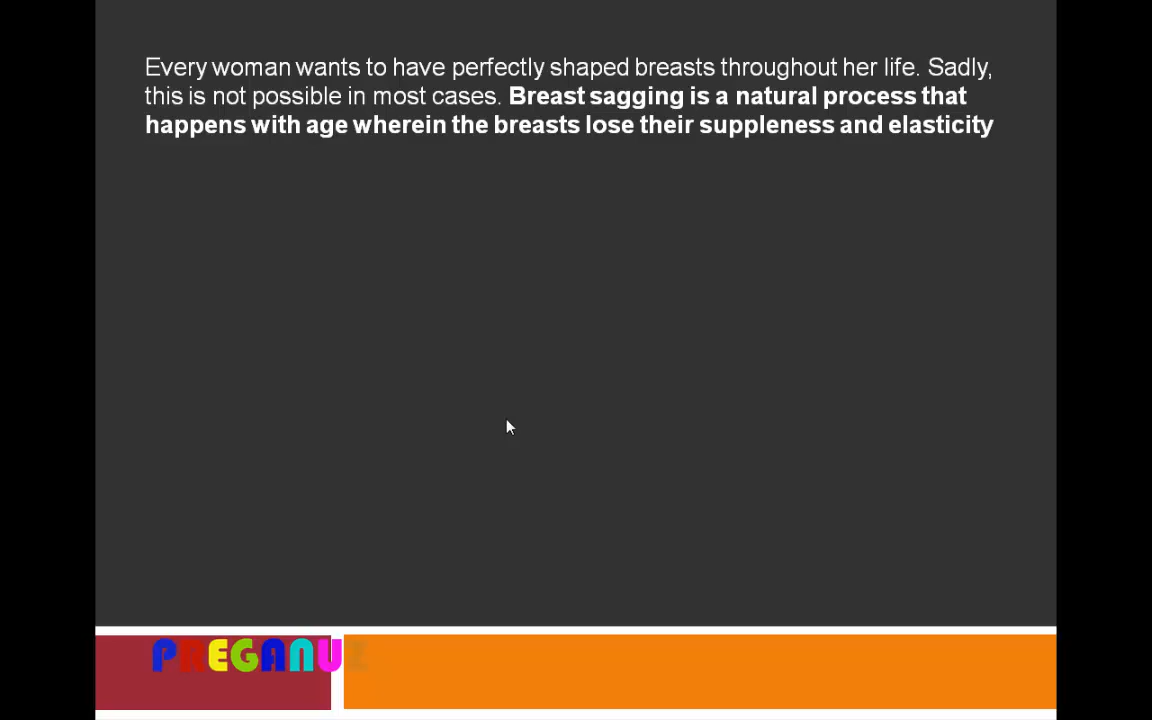 Every woman wants to have perfectly shaped breasts throughout her life. Sadly,
this is not possible in most cases. Breast sagging is a natural process that
happens with age wherein the breasts lose their suppleness and elasticity
PREGANUZ